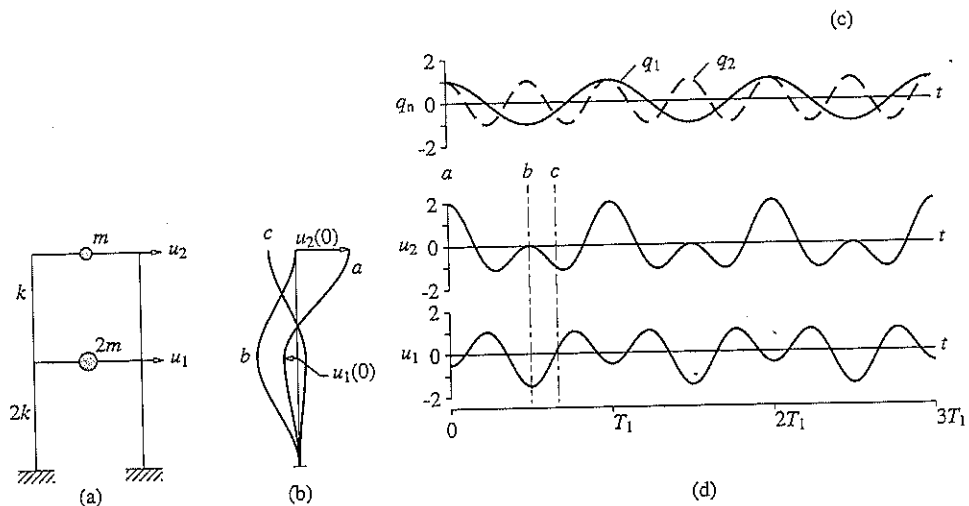 (c)
2
q₁
q₂
qₙ
0
t
-2
a
b
c
2
u₂
0
t
-2
2
u₁
0
t
-2
0
T₁
2T₁
3T₁
(d)
m
u₂
k
2m
u₁
2k
(a)
c
u₂(0)
a
b
u₁(0)
(b)